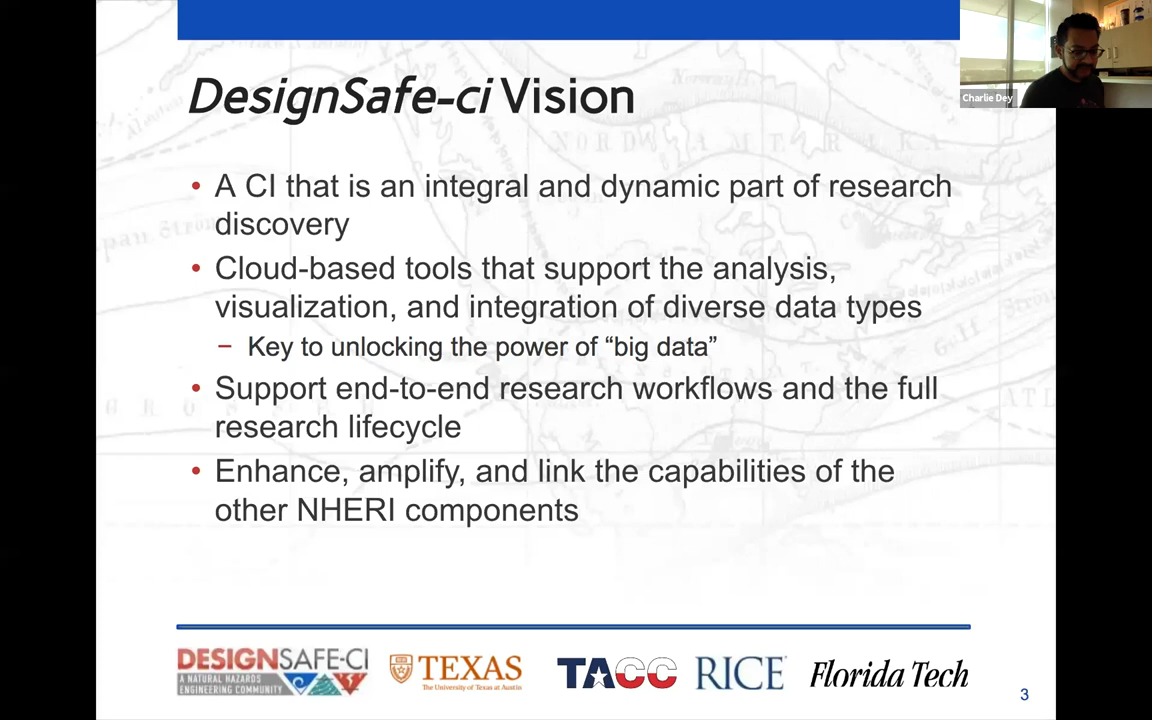 DesignSafe-ci Vision
Charlie Dey
• A CI that is an integral and dynamic part of research
discovery
• Cloud-based tools that support the analysis,
visualization, and integration of diverse data types
– Key to unlocking the power of “big data”
• Support end-to-end research workflows and the full
research lifecycle
• Enhance, amplify, and link the capabilities of the
other NHERI components
DESIGNSAFE-CI
A NATURAL HAZARDS
ENGINEERING COMMUNITY
TEXAS
The University of Texas at Austin
TACC
RICE
Florida Tech
3